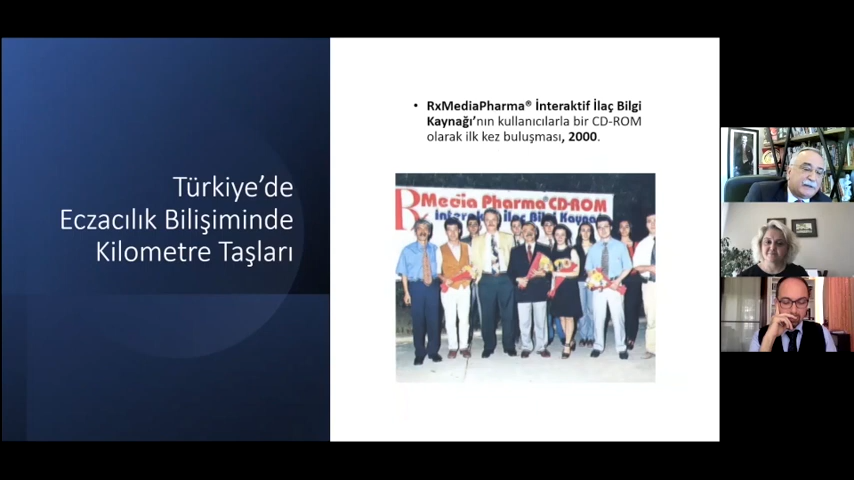 Türkiye’de
Eczacılık Bilişiminde
Kilometre Taşları
• RxMediaPharma® İnteraktif İlaç Bilgi
Kaynağı’nın kullanıcılarla bir CD-ROM
olarak ilk kez buluşması, 2000.
Rx Media Pharma® CD-ROM
İnteraktif İlaç Bilgi Kaynağı